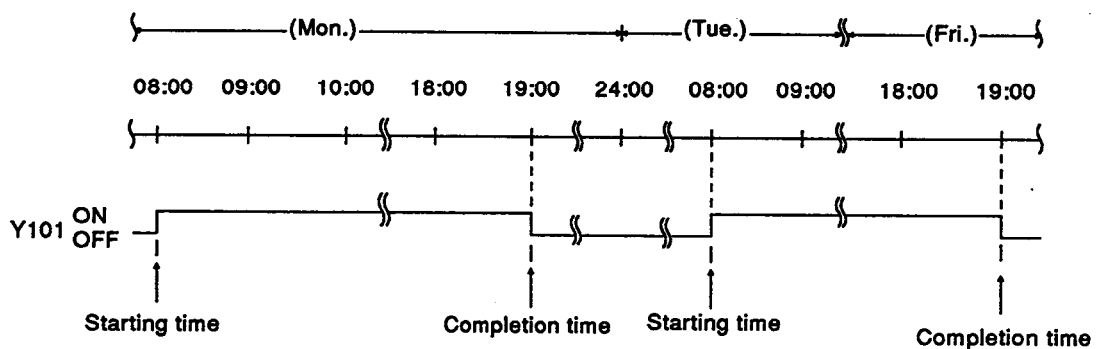 (Mon.) (Tue.) (Fri.)
08:00 09:00 10:00 18:00 19:00 24:00 08:00 09:00 18:00 19:00
Y101 ON
OFF
Starting time Completion time Starting time Completion time